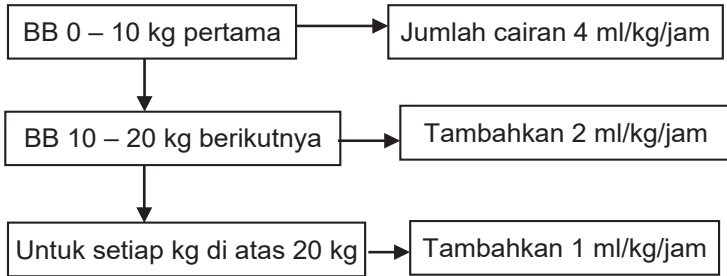 BB 0 – 10 kg pertama
Jumlah cairan 4 ml/kg/jam
BB 10 – 20 kg berikutnya
Tambahkan 2 ml/kg/jam
Untuk setiap kg di atas 20 kg
Tambahkan 1 ml/kg/jam